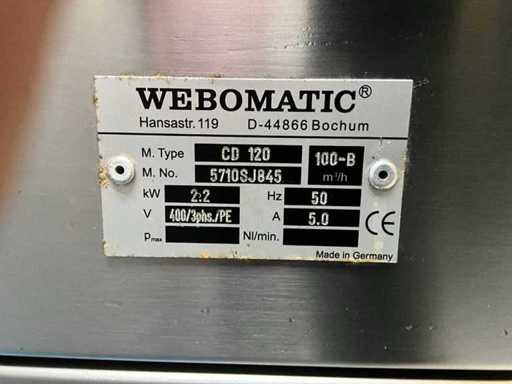 WEBOMATIC®
Hansastr. 119 D-44866 Bochum
M. Type CD 120 100-B
M. No. 5710SJ845 m³/h
kW 2.2 Hz 50
V 400/3phs./PE A 5.0 CE
pmax Nl/min.
Made in Germany